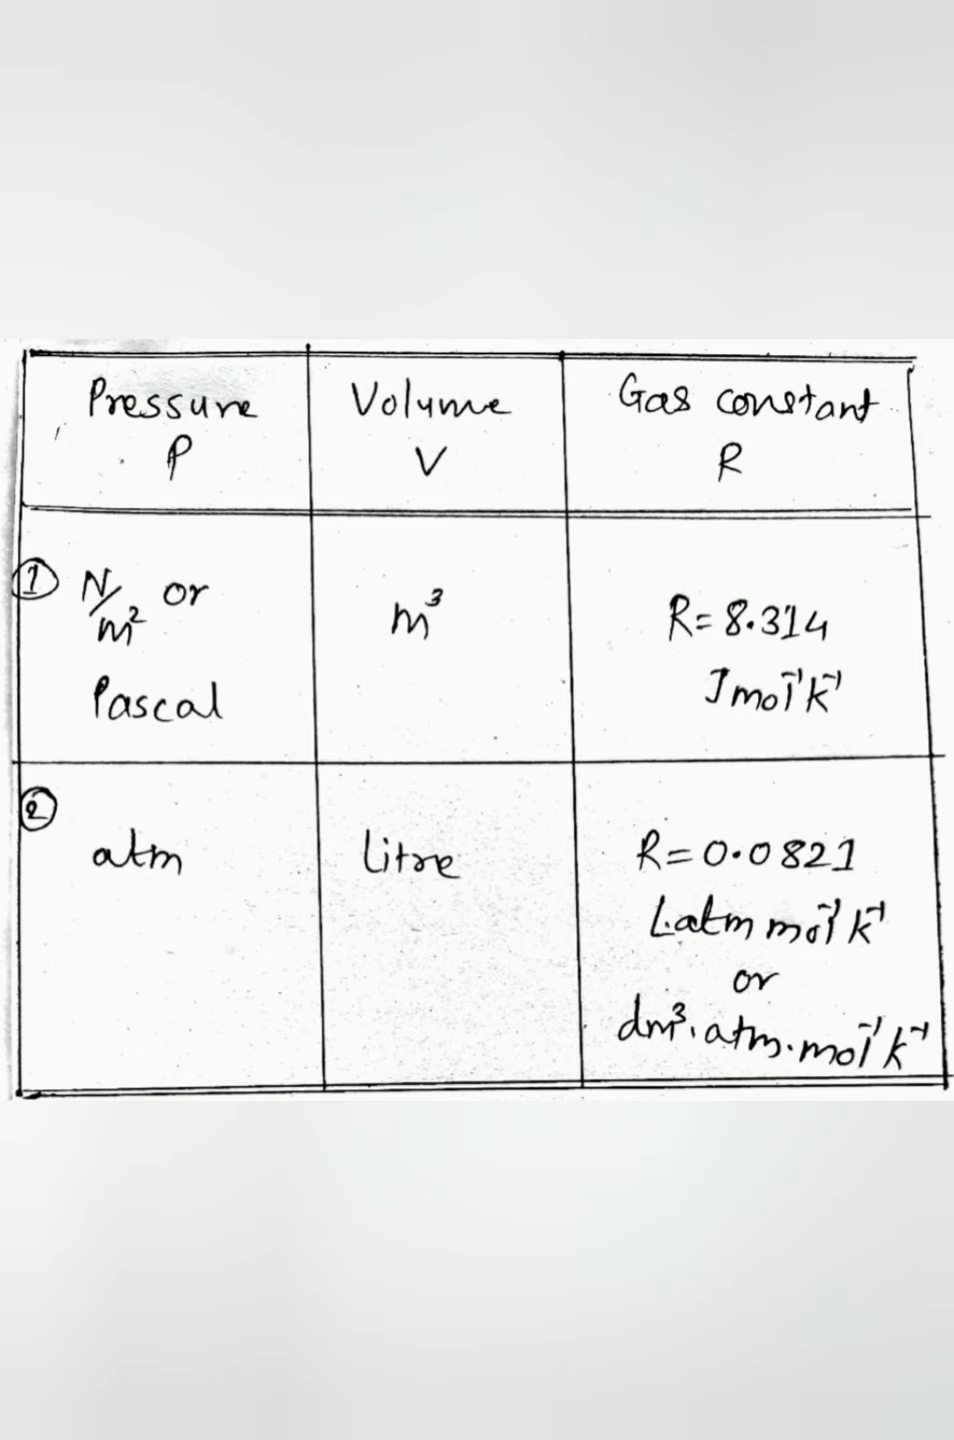 Pressure
P
Volume
V
Gas constant
R
① N/m² or
Pascal
m³
R = 8.314
J mol⁻¹ K⁻¹
②
atm
Litre
R = 0.0821
L.atm mol⁻¹ K⁻¹
or
dm³.atm.mol⁻¹ K⁻¹